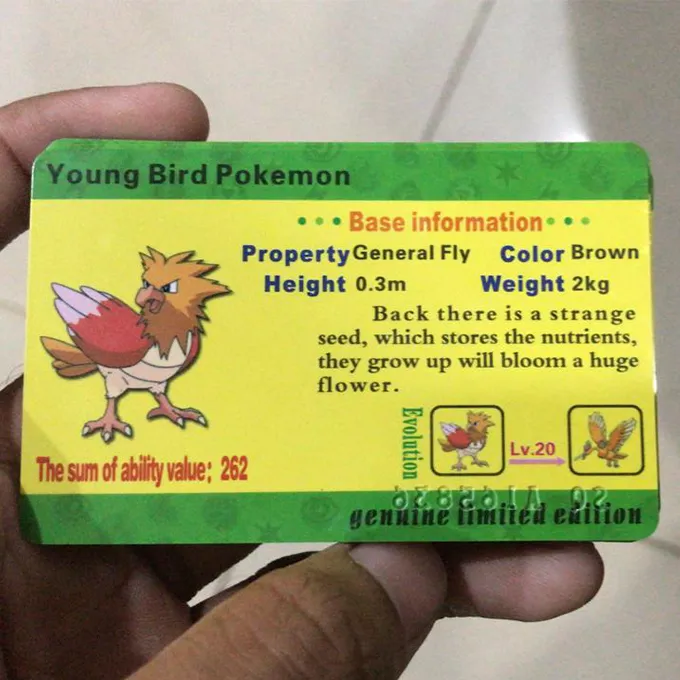 Young Bird Pokemon
Base information
Property General Fly Color Brown
Height 0.3m Weight 2kg
Back there is a strange
seed, which stores the nutrients,
they grow up will bloom a huge
flower.
Evolution
Lv.20
The sum of ability value: 262
genuine limited edition